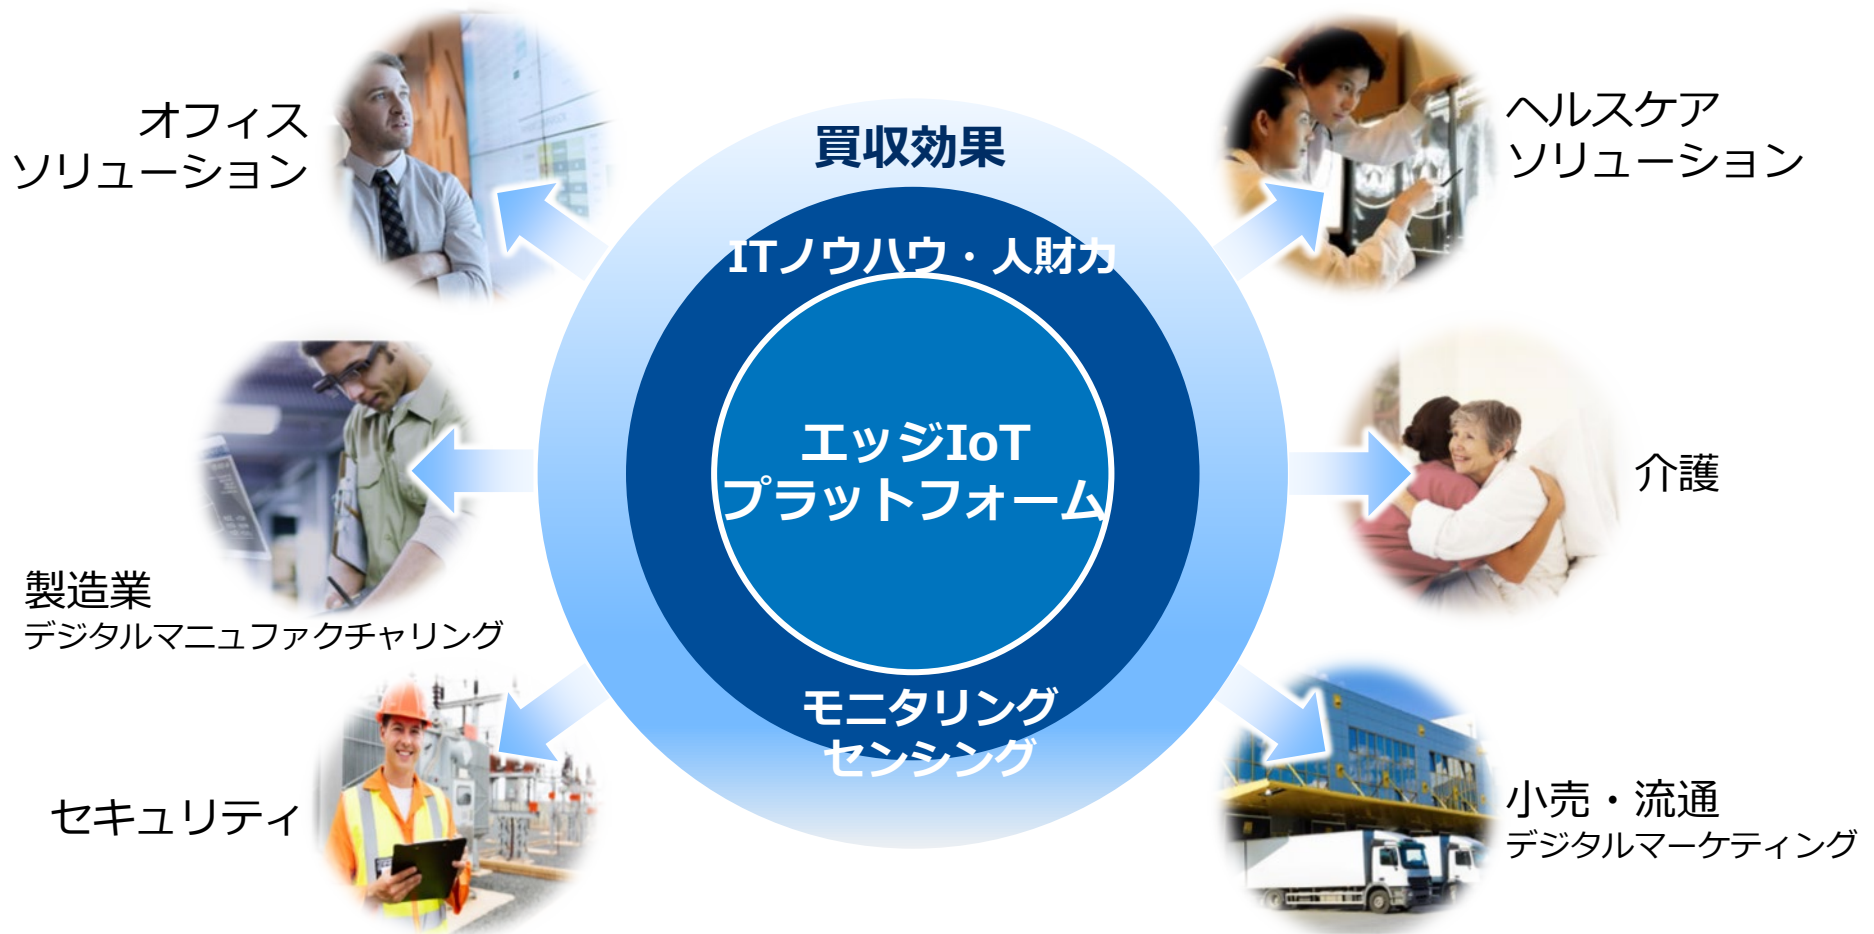 オフィス
ソリューション
買収効果
ヘルスケア
ソリューション
ITノウハウ・人財力
エッジIoT
プラットフォーム
介護
製造業
デジタルマニュファクチャリング
モニタリング
センシング
セキュリティ
小売・流通
デジタルマーケティング